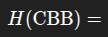 H(CBB) =